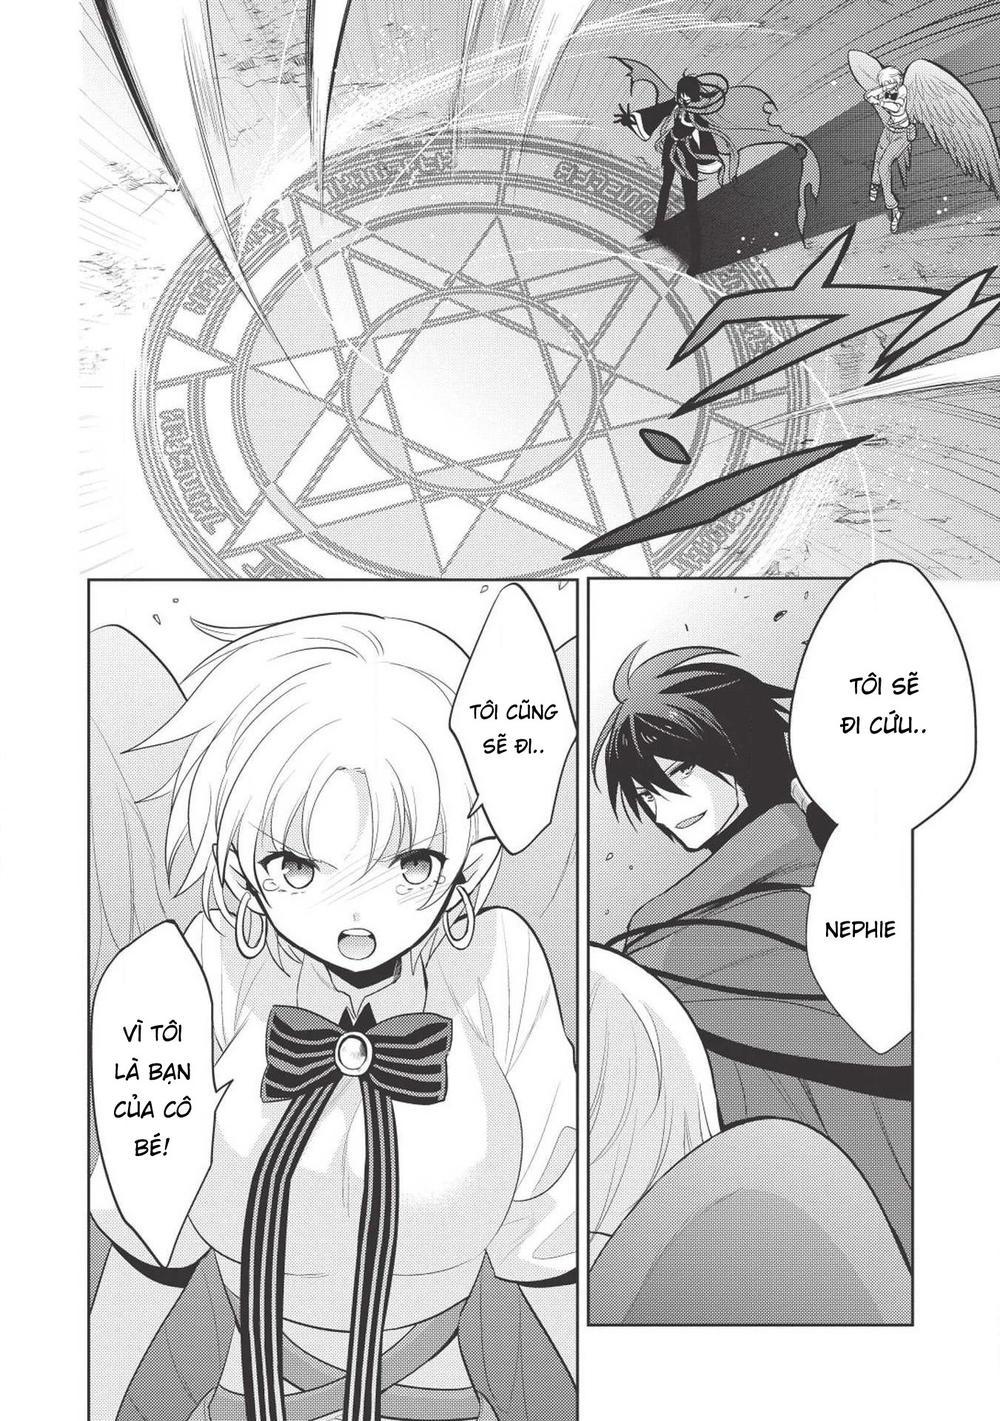 TÔI SẼ
ĐI CỨU..
NEPHIE
TÔI CŨNG
SẼ ĐI..
VÌ TÔI
LÀ BẠN
CỦA CÔ
BÉ!